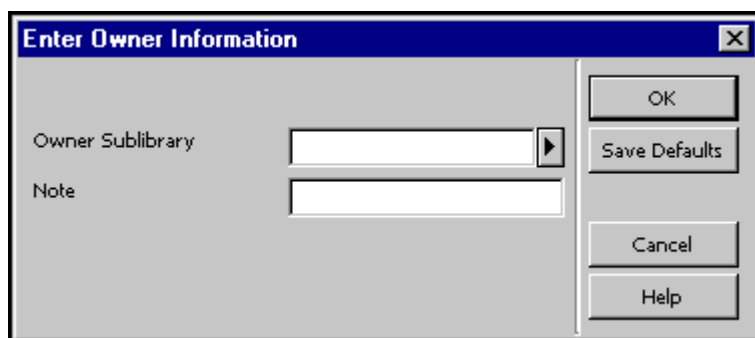 Enter Owner Information
Owner Sublibrary
Note
OK
Save Defaults
Cancel
Help